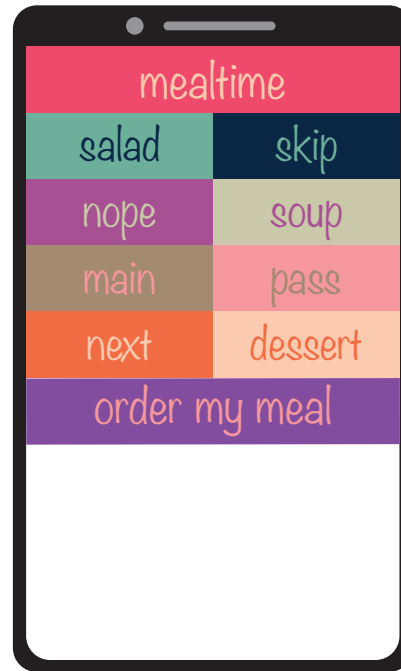 mealtime
salad skip
nope soup
main pass
next dessert
order my meal